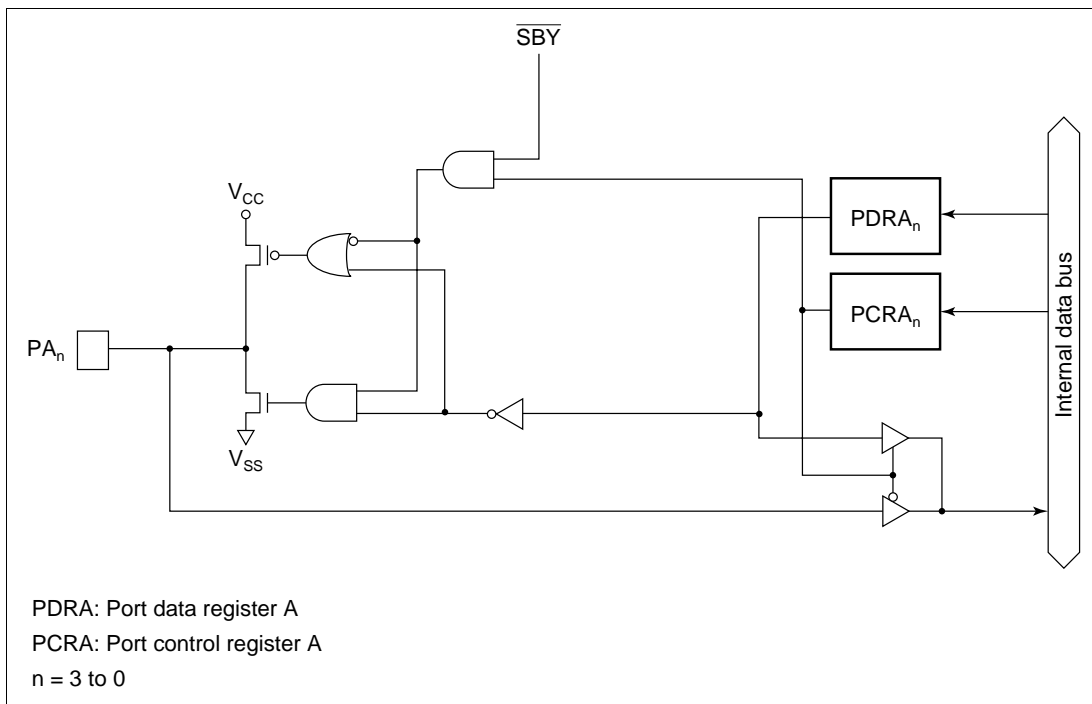 SBY
V_CC
PDRA_n
PCRA_n
Internal data bus
PA_n
V_SS
PDRA: Port data register A
PCRA: Port control register A
n = 3 to 0